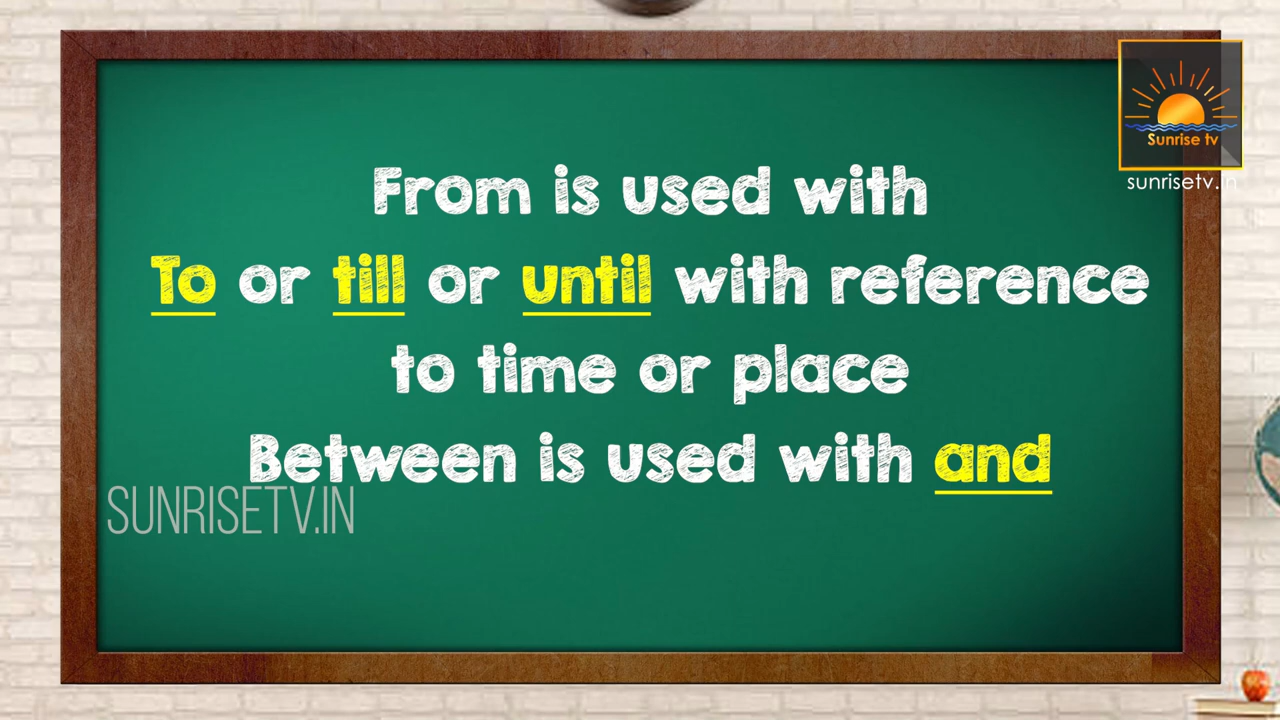 Sunrise tv
sunrisetv.in
From is used with
To or till or until with reference
to time or place
Between is used with and
SUNRISETV.IN